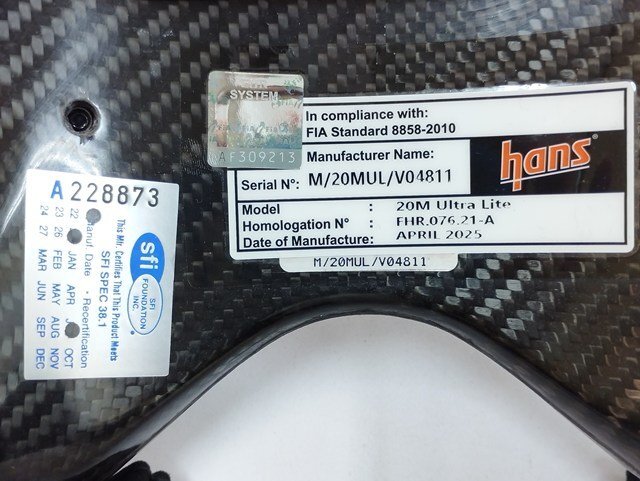 SYSTEM
AF309213
In compliance with:
FIA Standard 8858-2010
Manufacturer Name:
hans®
Serial N°: M/20MUL/V04811
Model : 20M Ultra Lite
Homologation N° : FHR.076.21-A
Date of Manufacture: APRIL 2025
M/20MUL/V04811
A 228873
This Mfr. Certifies That This Product Meets
SFI SPEC 38.1
sfi
SFI
FOUNDATION
INC.
Manuf. Date • Recertification
22 JAN APR OCT
23 26 FEB MAY AUG NOV
24 27 MAR JUN SEP DEC